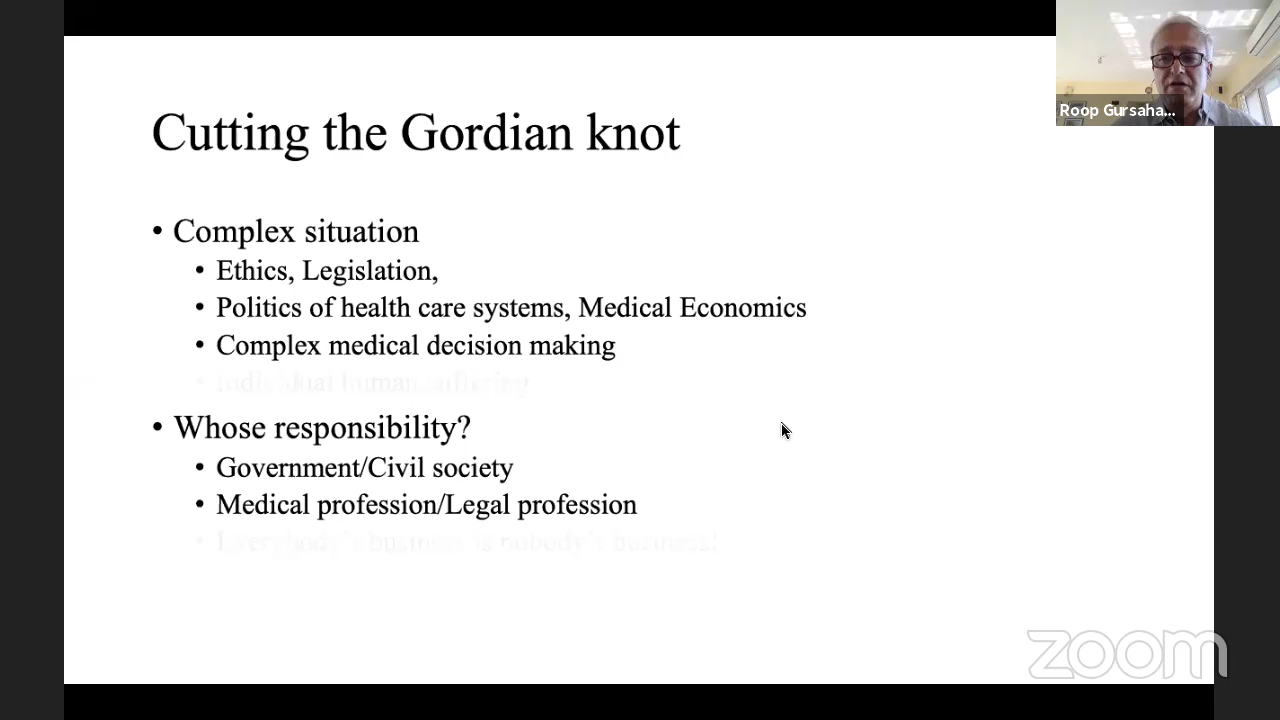 Roop Gursaha...
Cutting the Gordian knot
• Complex situation
• Ethics, Legislation,
• Politics of health care systems, Medical Economics
• Complex medical decision making
• Individual human suffering
• Whose responsibility?
• Government/Civil society
• Medical profession/Legal profession
• Everybody's business is nobody's business!
zoom